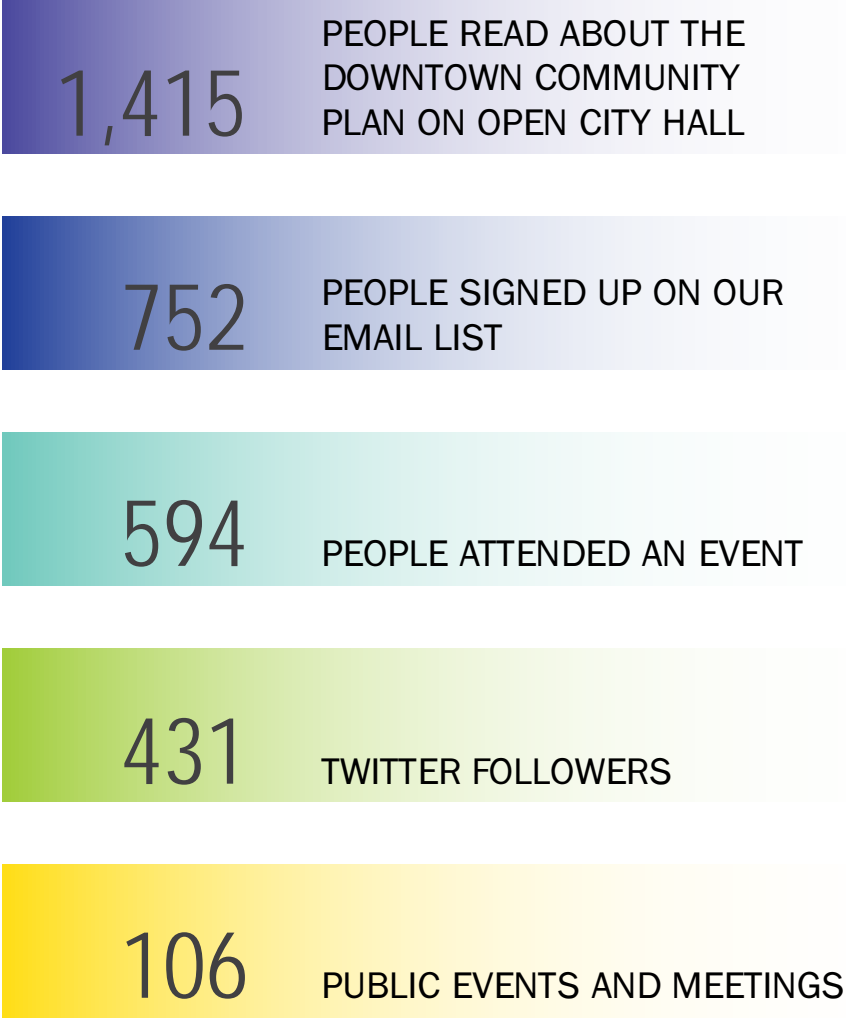 1,415
PEOPLE READ ABOUT THE
DOWNTOWN COMMUNITY
PLAN ON OPEN CITY HALL
752
PEOPLE SIGNED UP ON OUR
EMAIL LIST
594
PEOPLE ATTENDED AN EVENT
431
TWITTER FOLLOWERS
106
PUBLIC EVENTS AND MEETINGS